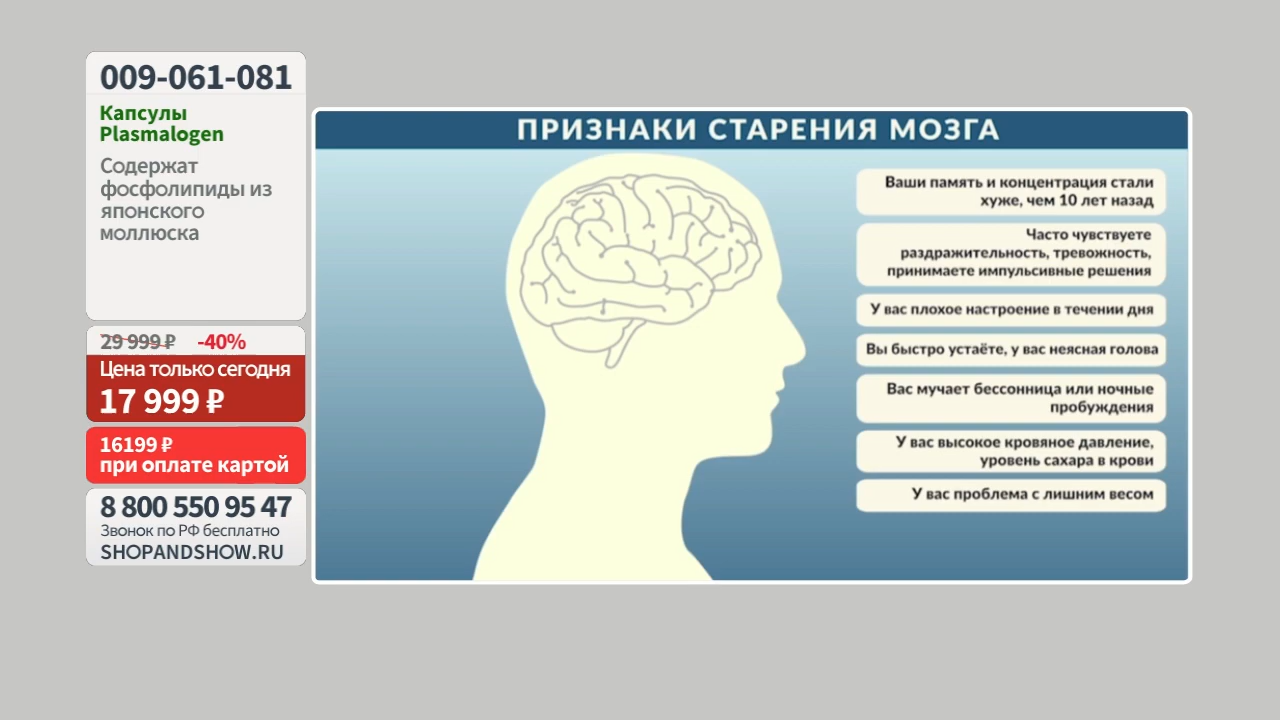 009-061-081
Капсулы
Plasmalogen
Содержат
фосфолипиды из
японского
моллюска
29 999 ₽ -40%
Цена только сегодня
17 999 ₽
16199 ₽
при оплате картой
8 800 550 95 47
Звонок по РФ бесплатно
SHOPANDSHOW.RU
ПРИЗНАКИ СТАРЕНИЯ МОЗГА
Ваши память и концентрация стали
хуже, чем 10 лет назад
Часто чувствуете
раздражительность, тревожность,
принимаете импульсивные решения
У вас плохое настроение в течении дня
Вы быстро устаёте, у вас неясная голова
Вас мучает бессонница или ночные
пробуждения
У вас высокое кровяное давление,
уровень сахара в крови
У вас проблема с лишним весом